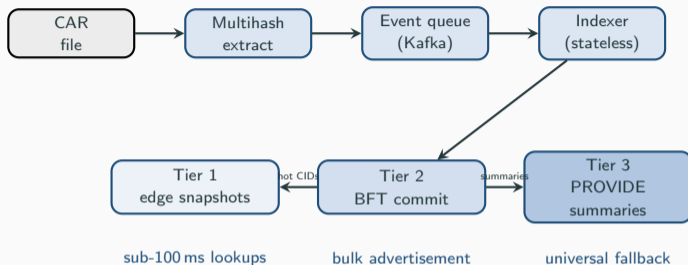 CAR
file
Multihash
extract
Event queue
(Kafka)
Indexer
(stateless)
Tier 1
edge snapshots
hot CIDs
Tier 2
BFT commit
summaries
Tier 3
PROVIDE
summaries
sub-100 ms lookups
bulk advertisement
universal fallback